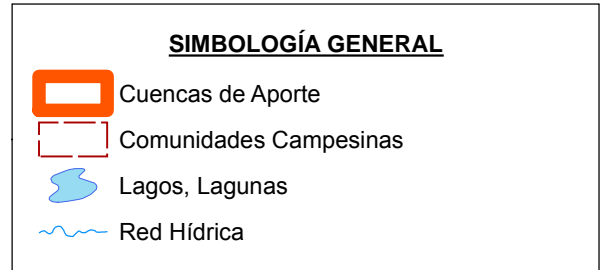 SIMBOLOGÍA GENERAL
Cuencas de Aporte
Comunidades Campesinas
Lagos, Lagunas
Red Hídrica